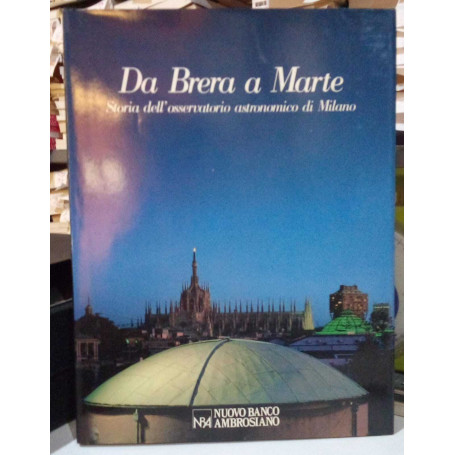 Da Brera a Marte
Storia dell'osservatorio astronomico di Milano
NBA
NUOVO BANCO
AMBROSIANO